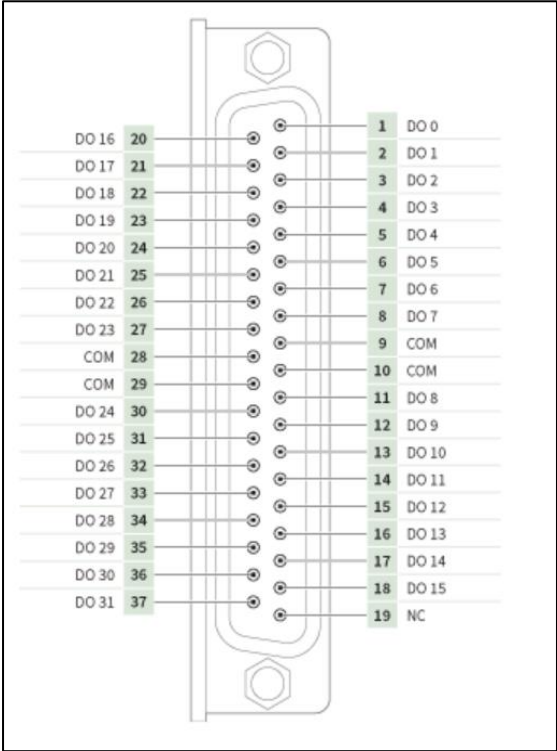 DO 16 20
DO 17 21
DO 18 22
DO 19 23
DO 20 24
DO 21 25
DO 22 26
DO 23 27
COM 28
COM 29
DO 24 30
DO 25 31
DO 26 32
DO 27 33
DO 28 34
DO 29 35
DO 30 36
DO 31 37
1 DO 0
2 DO 1
3 DO 2
4 DO 3
5 DO 4
6 DO 5
7 DO 6
8 DO 7
9 COM
10 COM
11 DO 8
12 DO 9
13 DO 10
14 DO 11
15 DO 12
16 DO 13
17 DO 14
18 DO 15
19 NC